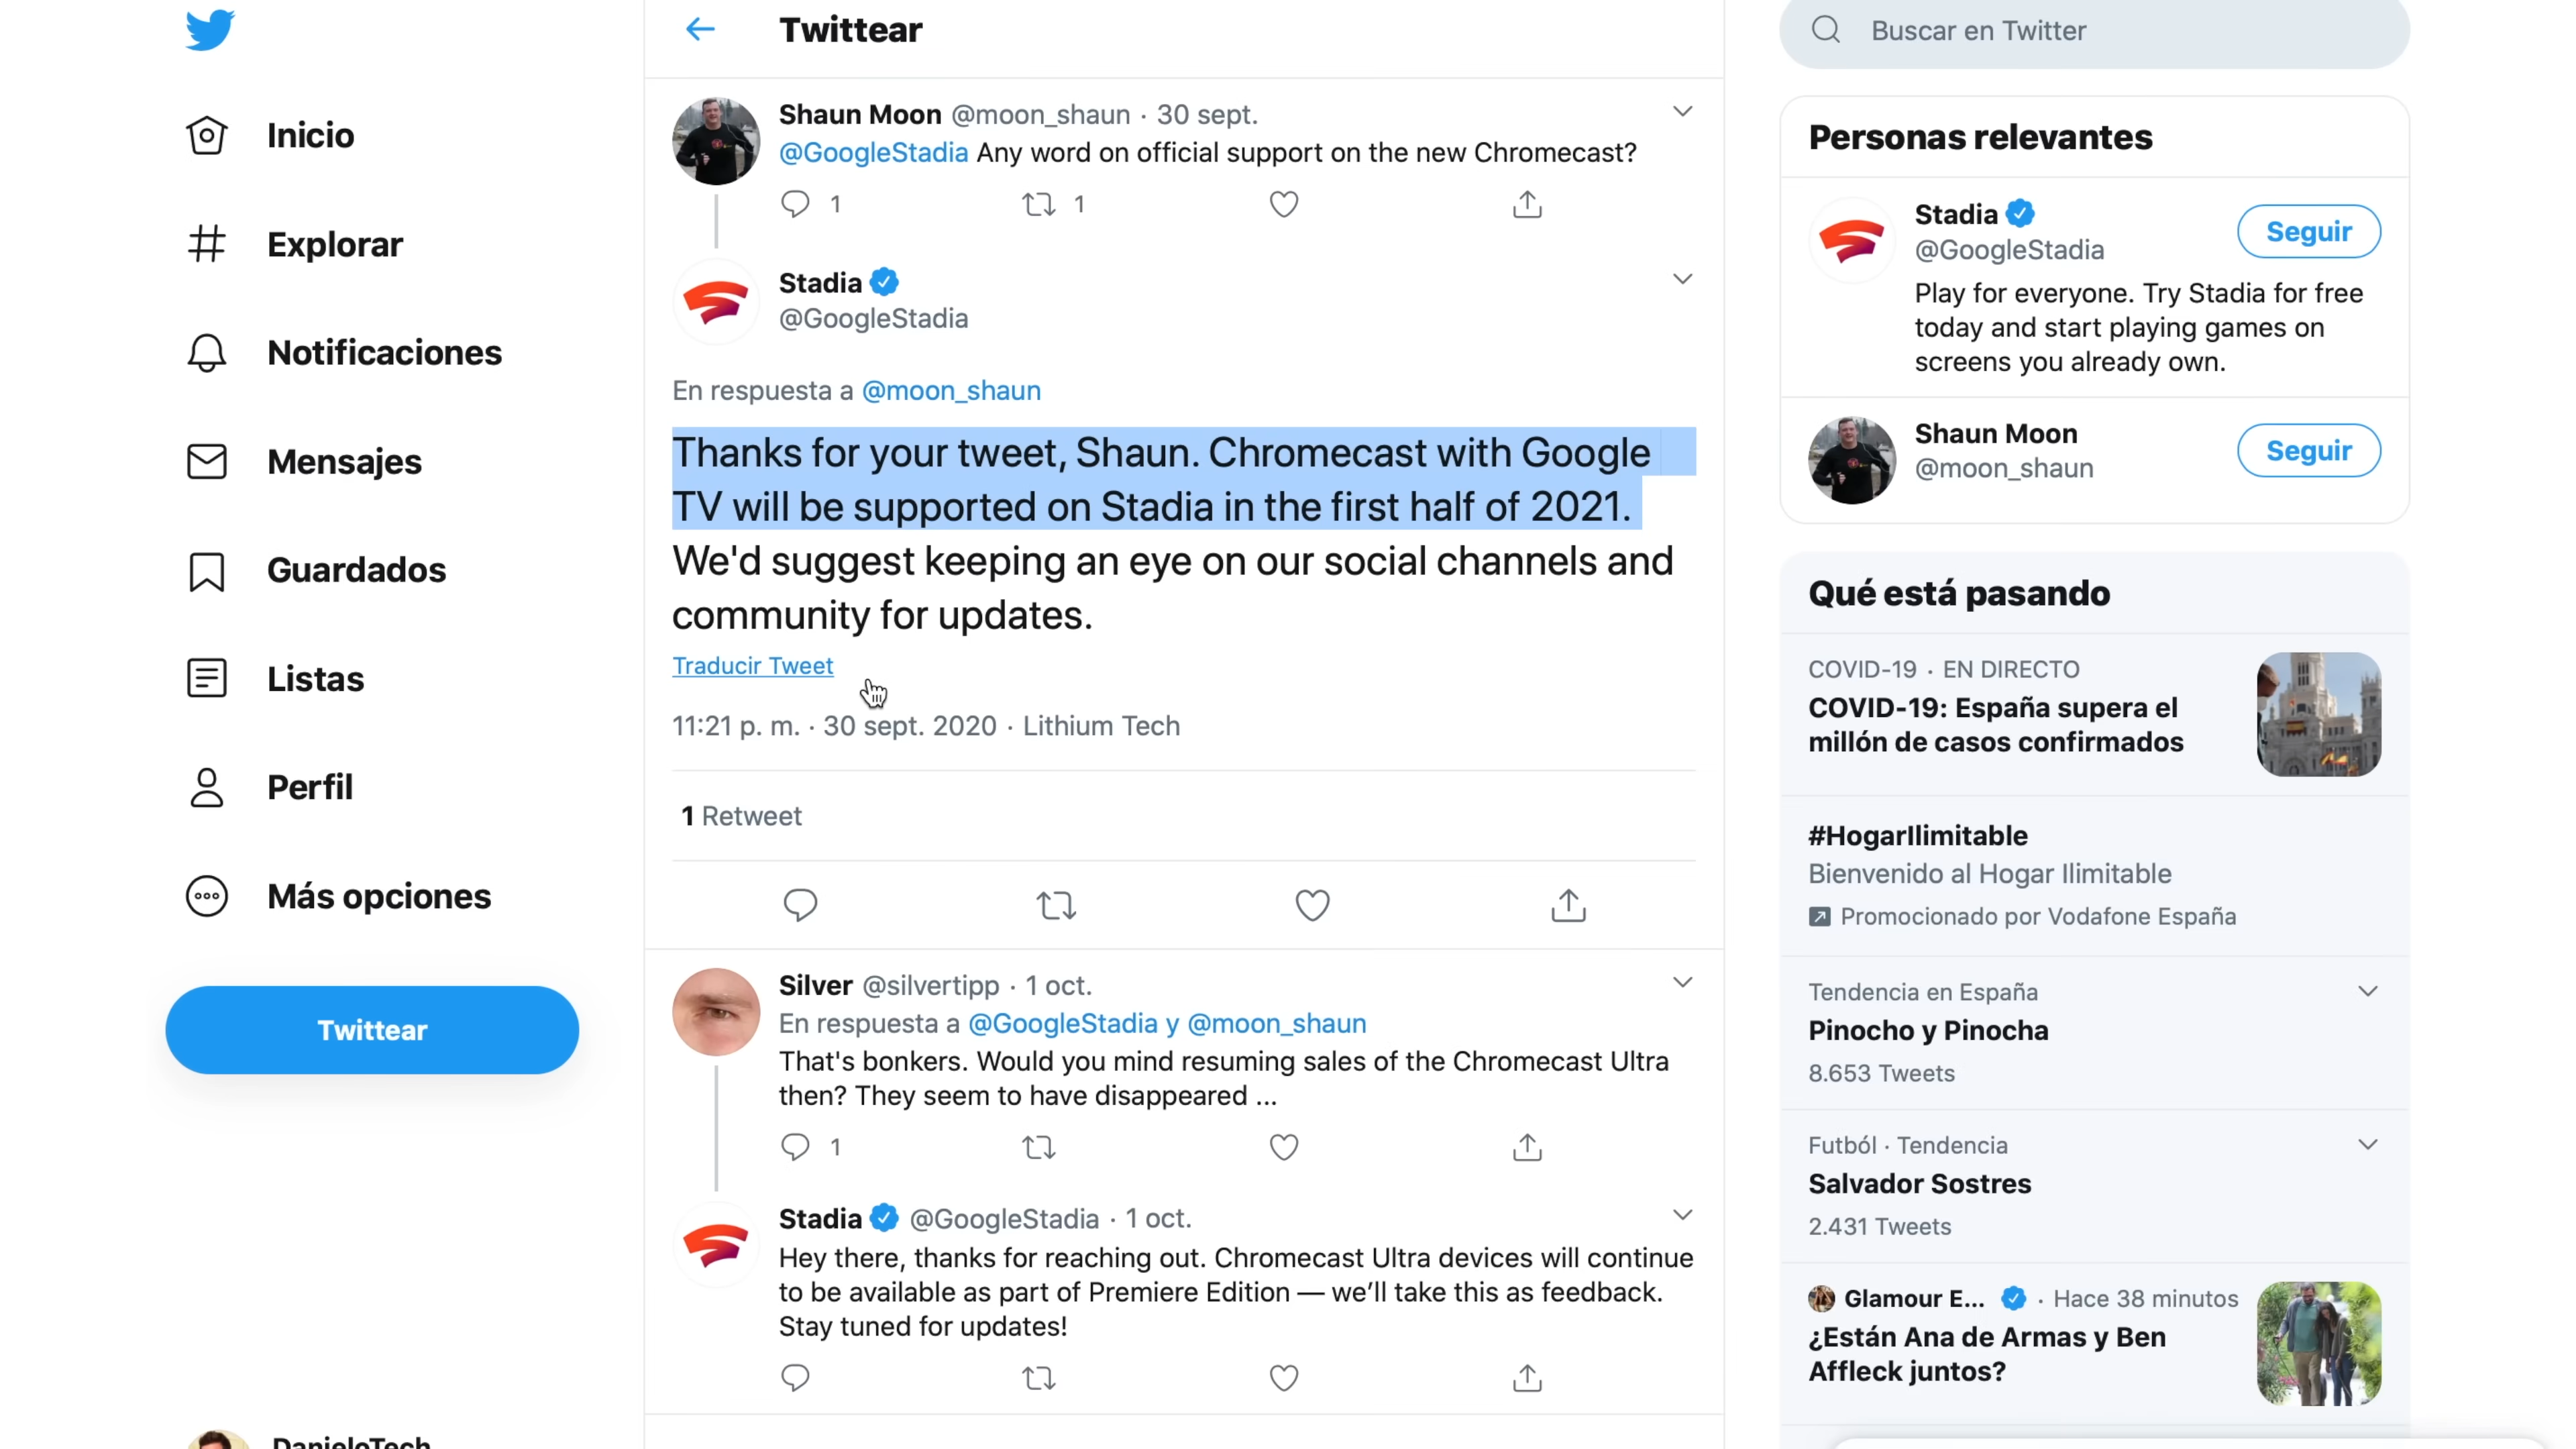 Twittear
Buscar en Twitter
Inicio
Explorar
Notificaciones
Mensajes
Guardados
Listas
Perfil
Más opciones
Twittear
DanieloTech
Shaun Moon @moon_shaun · 30 sept.
@GoogleStadia Any word on official support on the new Chromecast?
1
1
Stadia
@GoogleStadia
En respuesta a @moon_shaun
Thanks for your tweet, Shaun. Chromecast with Google
TV will be supported on Stadia in the first half of 2021.
We'd suggest keeping an eye on our social channels and
community for updates.
Traducir Tweet
11:21 p. m. · 30 sept. 2020 · Lithium Tech
1 Retweet
Silver @silvertipp · 1 oct.
En respuesta a @GoogleStadia y @moon_shaun
That's bonkers. Would you mind resuming sales of the Chromecast Ultra
then? They seem to have disappeared ...
1
Stadia @GoogleStadia · 1 oct.
Hey there, thanks for reaching out. Chromecast Ultra devices will continue
to be available as part of Premiere Edition — we’ll take this as feedback.
Stay tuned for updates!
Personas relevantes
Stadia
@GoogleStadia
Seguir
Play for everyone. Try Stadia for free
today and start playing games on
screens you already own.
Shaun Moon
@moon_shaun
Seguir
Qué está pasando
COVID-19 · EN DIRECTO
COVID-19: España supera el
millón de casos confirmados
#HogarIlimitable
Bienvenido al Hogar Ilimitable
Promocionado por Vodafone España
Tendencia en España
Pinocho y Pinocha
8.653 Tweets
Futból · Tendencia
Salvador Sostres
2.431 Tweets
Glamour E... · Hace 38 minutos
¿Están Ana de Armas y Ben
Affleck juntos?